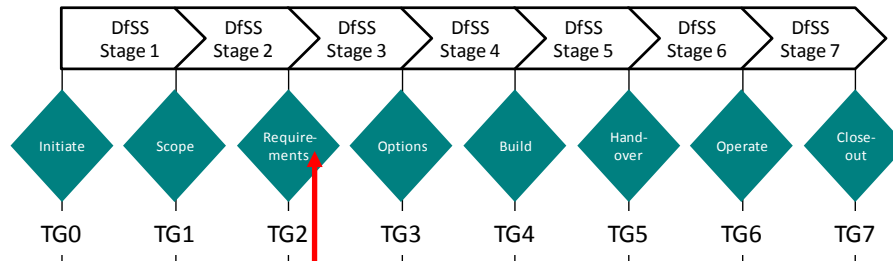 DfSS
Stage 1
DfSS
Stage 2
DfSS
Stage 3
DfSS
Stage 4
DfSS
Stage 5
DfSS
Stage 6
DfSS
Stage 7
Initiate
Scope
Require-
ments
Options
Build
Hand-
over
Operate
Close-
out
TG0
TG1
TG2
TG3
TG4
TG5
TG6
TG7